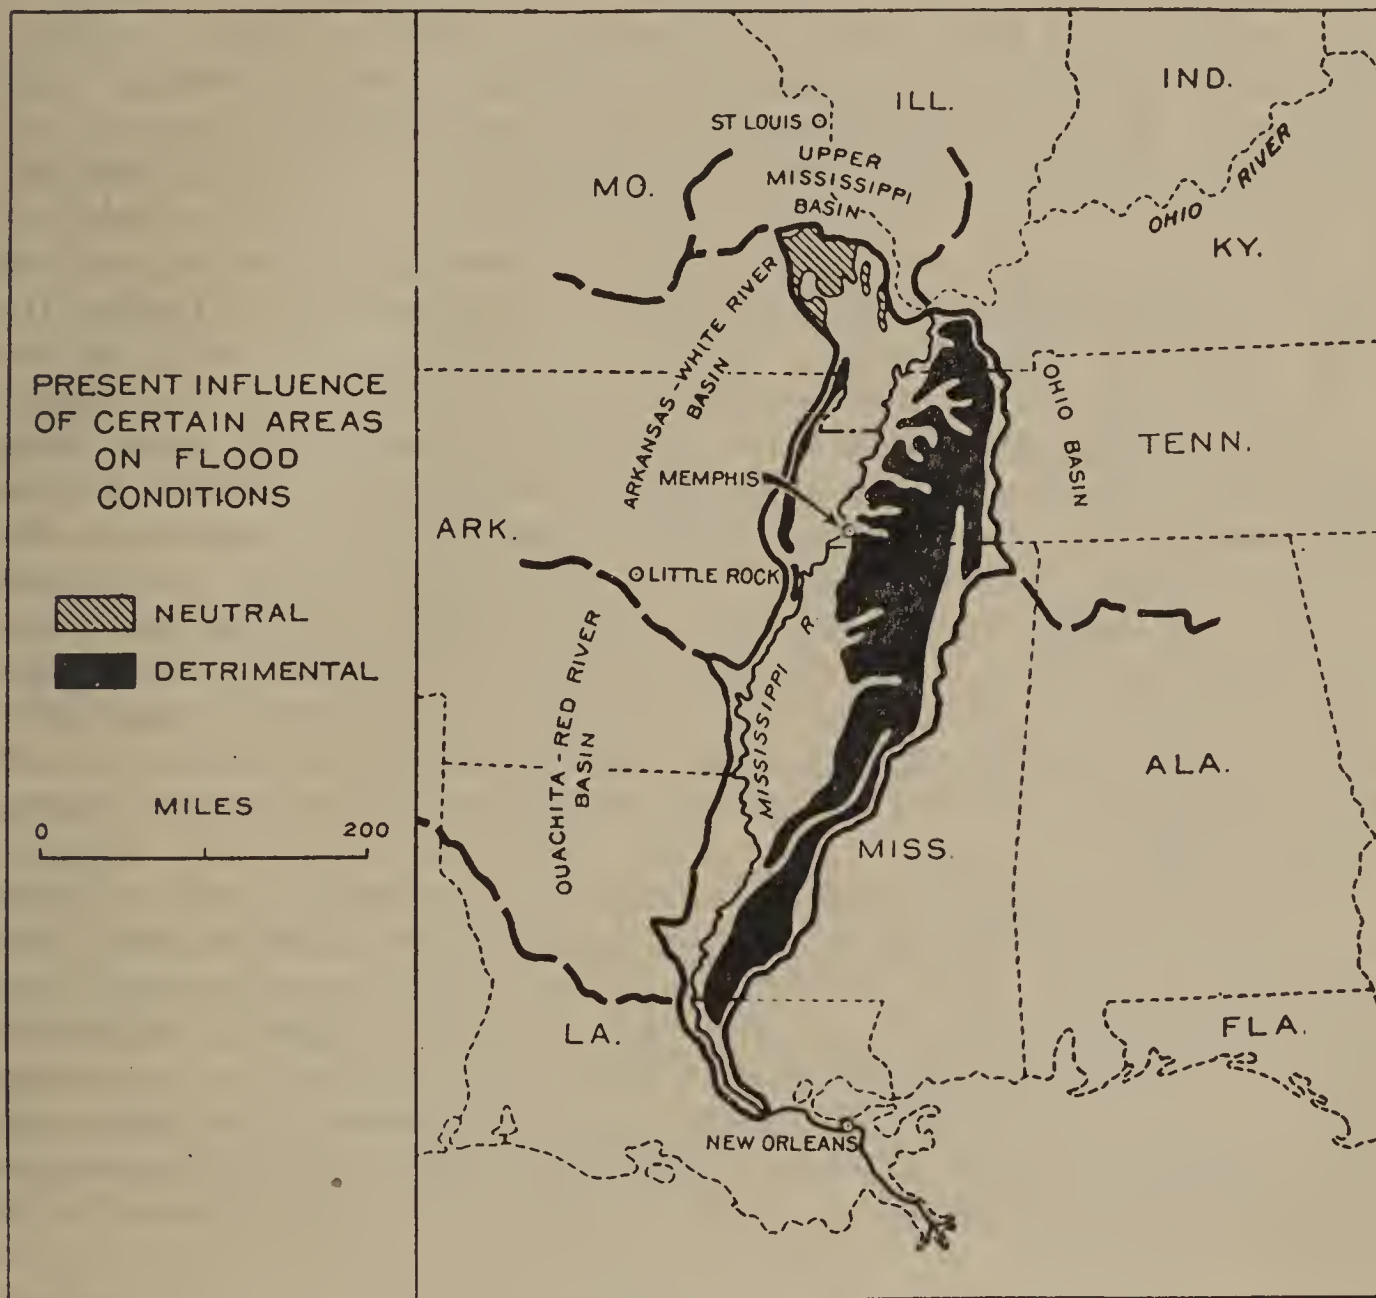 PRESENT INFLUENCE
OF CERTAIN AREAS
ON FLOOD
CONDITIONS
NEUTRAL
DETRIMENTAL
MILES
0 200
IND.
ILL.
ST LOUIS
UPPER
MISSISSIPPI
BASIN
MO.
OHIO RIVER
KY.
ARKANSAS-WHITE RIVER
BASIN
OHIO BASIN
TENN.
MEMPHIS
ARK.
LITTLE ROCK
MISSISSIPPI R.
OUACHITA-RED RIVER
BASIN
ALA.
MISS.
LA.
FLA.
NEW ORLEANS